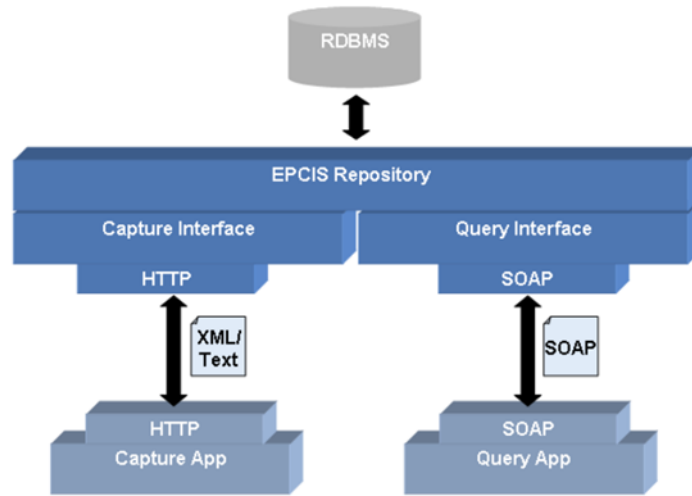 RDBMS
EPCIS Repository
Capture Interface
Query Interface
HTTP
SOAP
XML/
Text
SOAP
HTTP
SOAP
Capture App
Query App